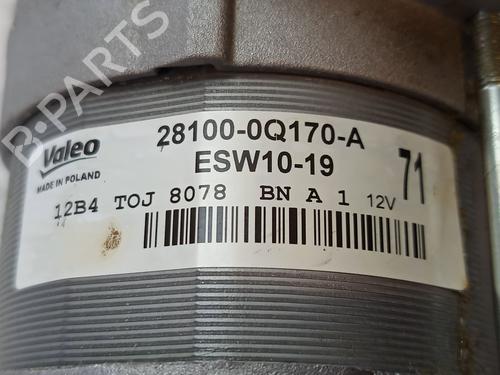 B-PARTS
Valeo
MADE IN POLAND
28100-0Q170-A
ESW10-19
71
12B4 TOJ 8078 BN A 1 12V